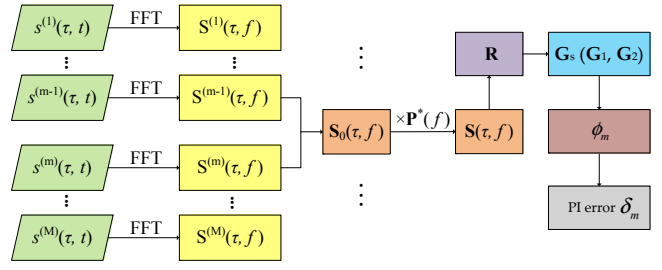 s⁽¹⁾(τ, t) FFT S⁽¹⁾(τ, f)
s⁽ᵐ⁻¹⁾(τ, t) FFT S⁽ᵐ⁻¹⁾(τ, f)
s⁽ᵐ⁾(τ, t) FFT S⁽ᵐ⁾(τ, f)
s⁽ᴹ⁾(τ, t) FFT S⁽ᴹ⁾(τ, f)
S₀(τ, f) ×P*(f) S(τ, f)
R
Gₛ (G₁, G₂)
ϕₘ
PI error δₘ